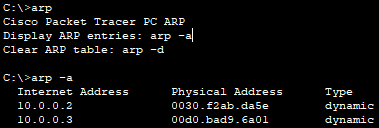 C:\>arp
Cisco Packet Tracer PC ARP
Display ARP entries: arp -a
Clear ARP table: arp -d
C:\>arp -a
Internet Address Physical Address Type
10.0.0.2 0030.f2ab.da5e dynamic
10.0.0.3 00d0.bad9.6a01 dynamic